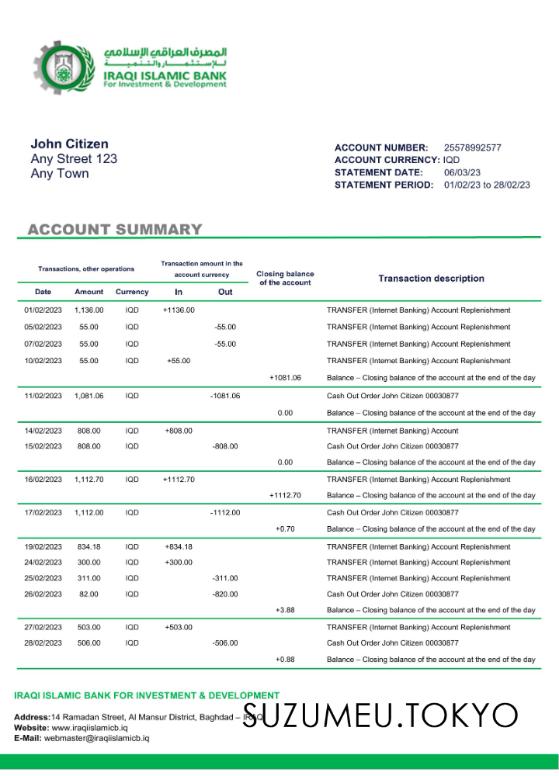 المصرف العراقي الإسلامي
للإستثمار والتنمية
IRAQI ISLAMIC BANK
For Investment & Development
John Citizen
Any Street 123
Any Town
ACCOUNT NUMBER: 25578992577
ACCOUNT CURRENCY: IQD
STATEMENT DATE: 06/03/23
STATEMENT PERIOD: 01/02/23 to 28/02/23
ACCOUNT SUMMARY
Transactions, other operations Transaction amount in the account currency Closing balance of the account Transaction description
Date Amount Currency In Out
01/02/2023 1,136.00 IQD +1136.00 TRANSFER (Internet Banking) Account Replenishment
05/02/2023 55.00 IQD -55.00 TRANSFER (Internet Banking) Account Replenishment
07/02/2023 55.00 IQD -55.00 TRANSFER (Internet Banking) Account Replenishment
10/02/2023 55.00 IQD +55.00 TRANSFER (Internet Banking) Account Replenishment
+1081.06 Balance – Closing balance of the account at the end of the day
11/02/2023 1,081.06 IQD -1081.06 Cash Out Order John Citizen 00030877
0.00 Balance – Closing balance of the account at the end of the day
14/02/2023 808.00 IQD +808.00 TRANSFER (Internet Banking) Account
15/02/2023 808.00 IQD -808.00 Cash Out Order John Citizen 00030877
0.00 Balance – Closing balance of the account at the end of the day
16/02/2023 1,112.70 IQD +1112.70 TRANSFER (Internet Banking) Account Replenishment
+1112.70 Balance – Closing balance of the account at the end of the day
17/02/2023 1,112.00 IQD -1112.00 Cash Out Order John Citizen 00030877
+0.70 Balance – Closing balance of the account at the end of the day
19/02/2023 834.18 IQD +834.18 TRANSFER (Internet Banking) Account Replenishment
24/02/2023 300.00 IQD +300.00 TRANSFER (Internet Banking) Account Replenishment
25/02/2023 311.00 IQD -311.00 TRANSFER (Internet Banking) Account Replenishment
26/02/2023 82.00 IQD -820.00 Cash Out Order John Citizen 00030877
+3.88 Balance – Closing balance of the account at the end of the day
27/02/2023 503.00 IQD +503.00 TRANSFER (Internet Banking) Account Replenishment
28/02/2023 506.00 IQD -506.00 Cash Out Order John Citizen 00030877
+0.88 Balance – Closing balance of the account at the end of the day
IRAQI ISLAMIC BANK FOR INVESTMENT & DEVELOPMENT
Address:14 Ramadan Street, Al Mansur District, Baghdad – IRAQ
SUZUMEU.TOKYO
Website: www.iraqiislamicb.iq
E-Mail: webmaster@iraqiislamicb.iq